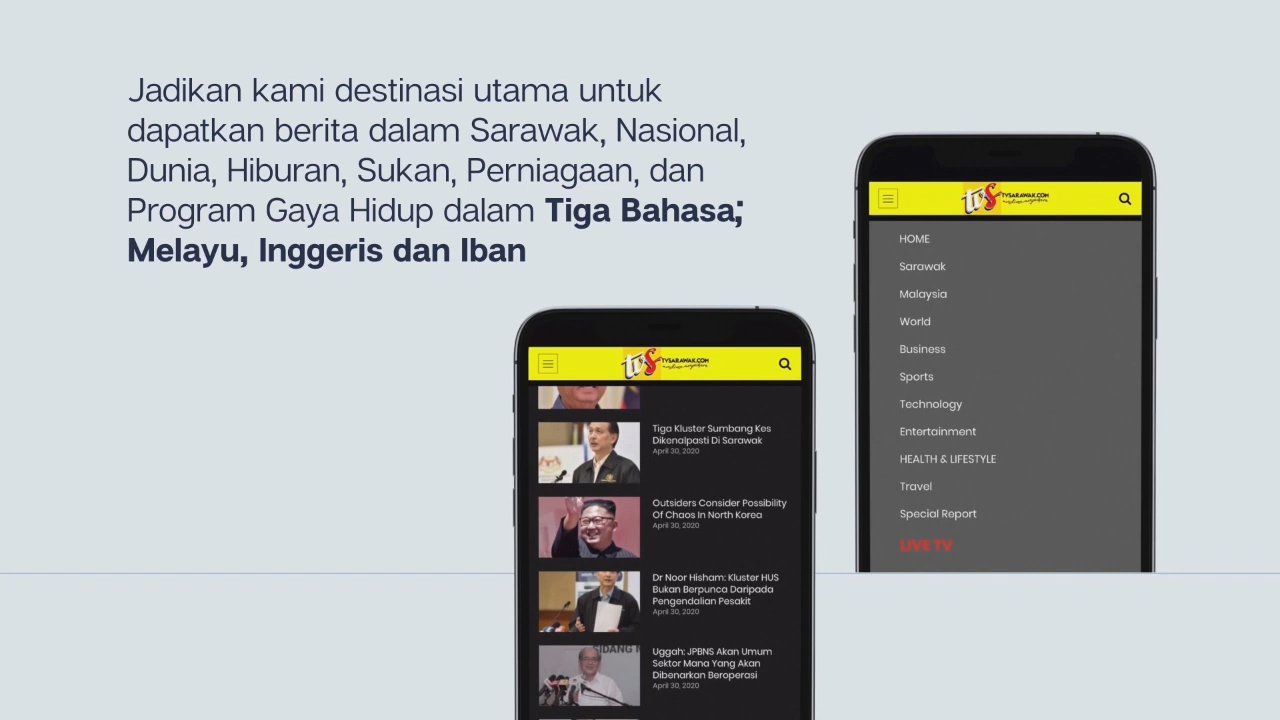 Jadikan kami destinasi utama untuk
dapatkan berita dalam Sarawak, Nasional,
Dunia, Hiburan, Sukan, Perniagaan, dan
Program Gaya Hidup dalam Tiga Bahasa;
Melayu, Inggeris dan Iban
tvS TVSARAWAK.COM
HOME
Sarawak
Malaysia
World
Business
Sports
Technology
Entertainment
HEALTH & LIFESTYLE
Travel
Special Report
LIVE TV
tvS TVSARAWAK.COM
Tiga Kluster Sumbang Kes
Dikenalpasti Di Sarawak
April 30, 2020
Outsiders Consider Possibility
Of Chaos In North Korea
April 30, 2020
Dr Noor Hisham: Kluster HUS
Bukan Berpunca Daripada
Pengendalian Pesakit
April 30, 2020
SIDANG
Uggah: JPBNS Akan Umum
Sektor Mana Yang Akan
Dibenarkan Beroperasi
April 30, 2020